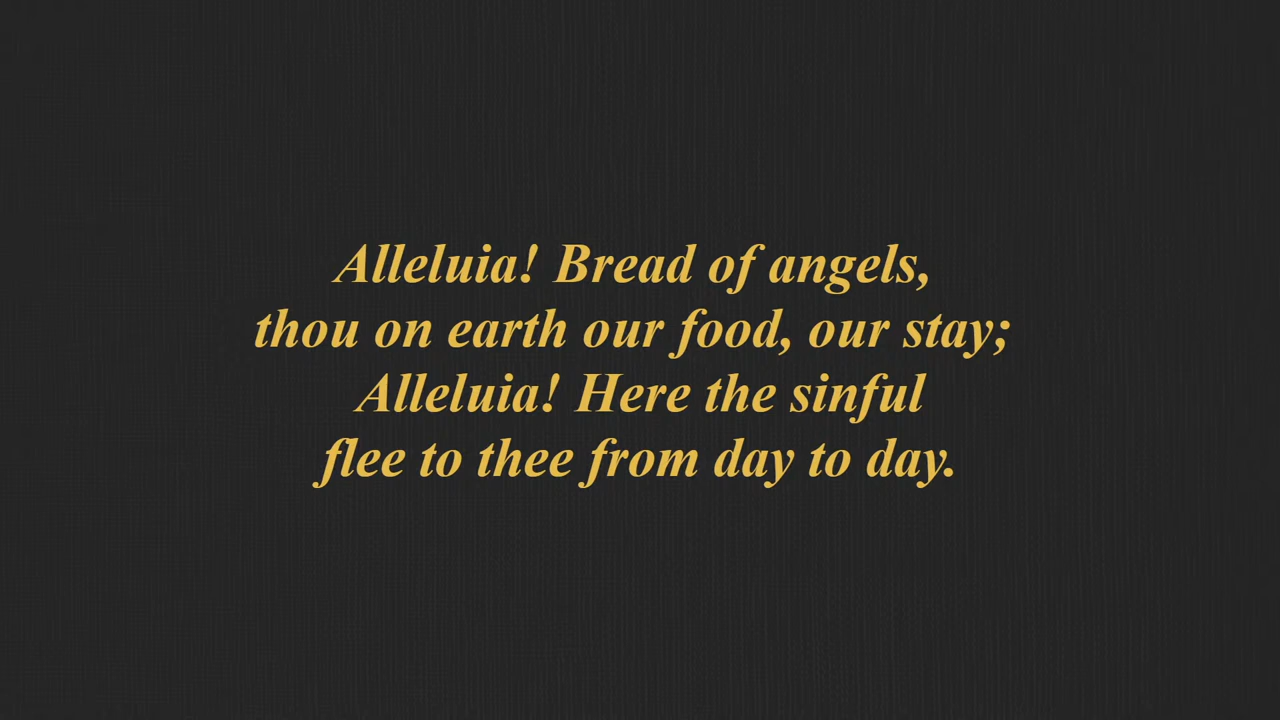 Alleluia! Bread of angels,
thou on earth our food, our stay;
Alleluia! Here the sinful
flee to thee from day to day.